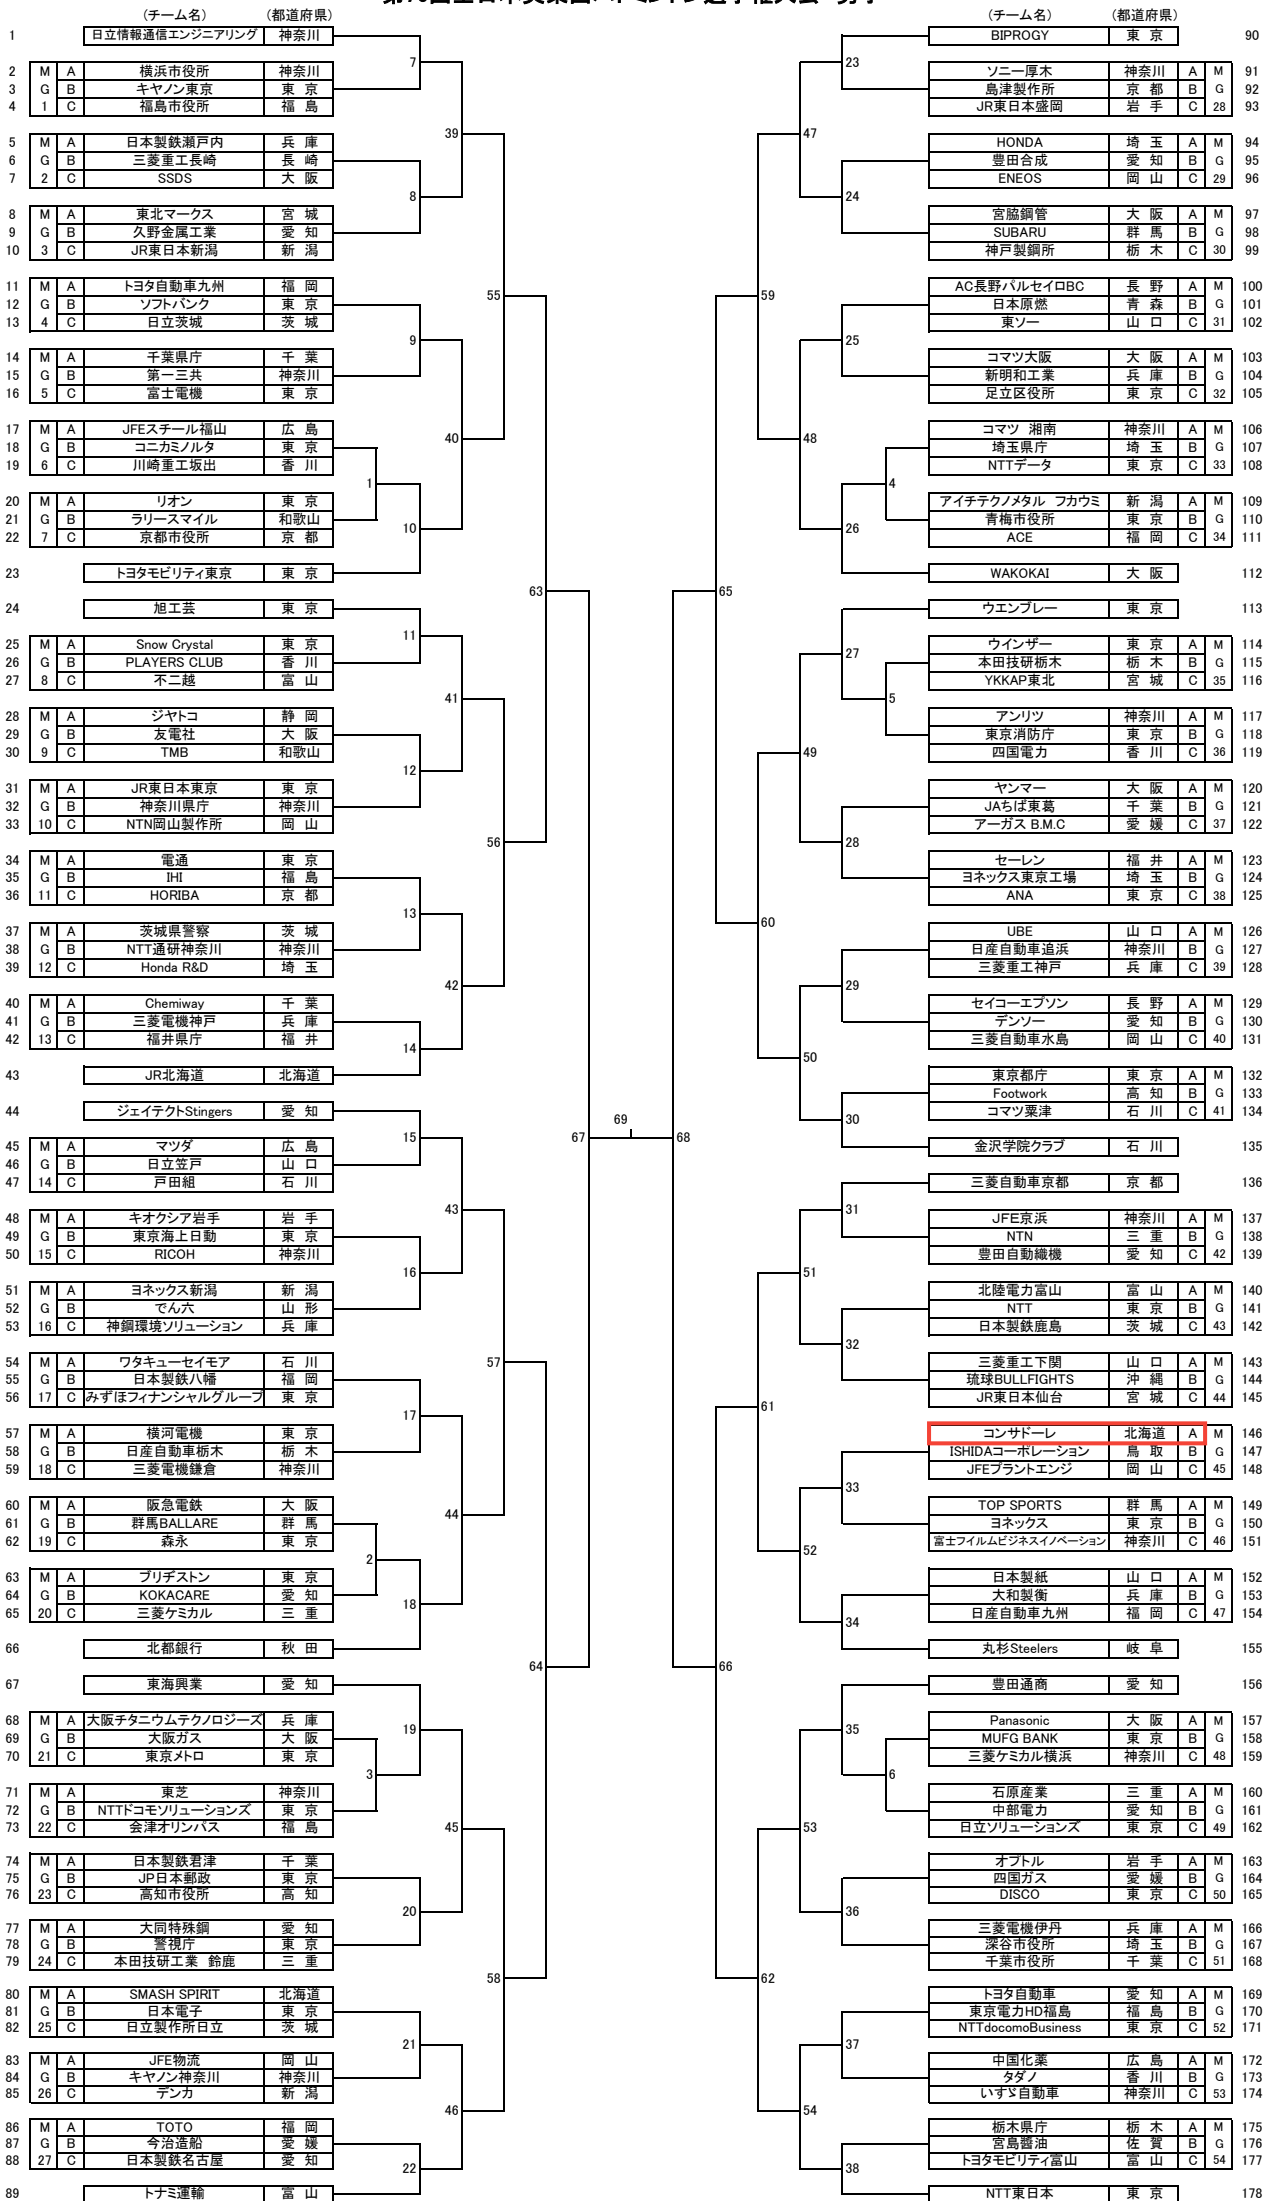 (チーム名) (都道府県) (チーム名) (都道府県)
1 日立情報通信エンジニアリング 神奈川
2 M A 横浜市役所 神奈川
3 G B キヤノン東京 東 京
4 1 C 福島市役所 福 島
5 M A 日本製鉄瀬戸内 兵 庫
6 G B 三菱重工長崎 長 崎
7 2 C SSDS 大 阪
8 M A 東北マークス 宮 城
9 G B 久野金属工業 愛 知
10 3 C JR東日本新潟 新 潟
11 M A トヨタ自動車九州 福 岡
12 G B ソフトバンク 東 京
13 4 C 日立茨城 茨 城
14 M A 千葉県庁 千 葉
15 G B 第一三共 神奈川
16 5 C 富士電機 東 京
17 M A JFEスチール福山 広 島
18 G B コニカミノルタ 東 京
19 6 C 川崎重工坂出 香 川
20 M A リオン 東 京
21 G B ラリースマイル 和歌山
22 7 C 京都市役所 京 都
23 トヨタモビリティ東京 東 京
24 旭工芸 東 京
25 M A Snow Crystal 東 京
26 G B PLAYERS CLUB 香 川
27 8 C 不二越 富 山
28 M A ジヤトコ 静 岡
29 G B 友電社 大 阪
30 9 C TMB 和歌山
31 M A JR東日本東京 東 京
32 G B 神奈川県庁 神奈川
33 10 C NTN岡山製作所 岡 山
34 M A 電通 東 京
35 G B IHI 福 島
36 11 C HORIBA 京 都
37 M A 茨城県警察 茨 城
38 G B NTT通研神奈川 神奈川
39 12 C Honda R&D 埼 玉
40 M A Chemiway 千 葉
41 G B 三菱電機神戸 兵 庫
42 13 C 福井県庁 福 井
43 JR北海道 北海道
44 ジェイテクトStingers 愛 知
45 M A マツダ 広 島
46 G B 日立笠戸 山 口
47 14 C 戸田組 石 川
48 M A キオクシア岩手 岩 手
49 G B 東京海上日動 東 京
50 15 C RICOH 神奈川
51 M A ヨネックス新潟 新 潟
52 G B でん六 山 形
53 16 C 神鋼環境ソリューション 兵 庫
54 M A ワタキューセイモア 石 川
55 G B 日本製鉄八幡 福 岡
56 17 C みずほフィナンシャルグループ 東 京
57 M A 横河電機 東 京
58 G B 日産自動車栃木 栃 木
59 18 C 三菱電機鎌倉 神奈川
60 M A 阪急電鉄 大 阪
61 G B 群馬BALLARE 群 馬
62 19 C 森永 東 京
63 M A ブリヂストン 東 京
64 G B KOKACARE 愛 知
65 20 C 三菱ケミカル 三 重
66 北都銀行 秋 田
67 東海興業 愛 知
68 M A 大阪チタニウムテクノロジーズ 兵 庫
69 G B 大阪ガス 大 阪
70 21 C 東京メトロ 東 京
71 M A 東芝 神奈川
72 G B NTTドコモソリューションズ 東 京
73 22 C 会津オリンパス 福 島
74 M A 日本製鉄君津 千 葉
75 G B JP日本郵政 東 京
76 23 C 高知市役所 高 知
77 M A 大同特殊鋼 愛 知
78 G B 警視庁 東 京
79 24 C 本田技研工業 鈴鹿 三 重
80 M A SMASH SPIRIT 北海道
81 G B 日本電子 東 京
82 25 C 日立製作所日立 茨 城
83 M A JFE物流 岡 山
84 G B キヤノン神奈川 神奈川
85 26 C デンカ 新 潟
86 M A TOTO 福 岡
87 G B 今治造船 愛 媛
88 27 C 日本製鉄名古屋 愛 知
89 トナミ運輸 富 山
7
8
39
9
1
10
40
55
11
12
41
13
14
42
56
63
15
16
43
17
2
18
44
57
19
3
20
45
21
22
46
58
64
67
69
68
65
59
47
23
24
48
25
4
26
60
49
27
5
28
50
29
30
66
61
51
31
32
52
33
34
62
53
35
6
36
54
37
38
BIPROGY 東 京 90
ソニー厚木 神奈川 A M 91
島津製作所 京 都 B G 92
JR東日本盛岡 岩 手 C 28 93
HONDA 埼 玉 A M 94
豊田合成 愛 知 B G 95
ENEOS 岡 山 C 29 96
宮脇鋼管 大 阪 A M 97
SUBARU 群 馬 B G 98
神戸製鋼所 栃 木 C 30 99
AC長野パルセイロBC 長 野 A M 100
日本原燃 青 森 B G 101
東ソー 山 口 C 31 102
コマツ大阪 大 阪 A M 103
新明和工業 兵 庫 B G 104
足立区役所 東 京 C 32 105
コマツ 湘南 神奈川 A M 106
埼玉県庁 埼 玉 B G 107
NTTデータ 東 京 C 33 108
アイチテクノメタル フカウミ 新 潟 A M 109
青梅市役所 東 京 B G 110
ACE 福 岡 C 34 111
WAKOKAI 大 阪 112
ウエンブレー 東 京 113
ウインザー 東 京 A M 114
本田技研栃木 栃 木 B G 115
YKKAP東北 宮 城 C 35 116
アンリツ 神奈川 A M 117
東京消防庁 東 京 B G 118
四国電力 香 川 C 36 119
ヤンマー 大 阪 A M 120
JAちば東葛 千 葉 B G 121
アーガス B.M.C 愛 媛 C 37 122
セーレン 福 井 A M 123
ヨネックス東京工場 埼 玉 B G 124
ANA 東 京 C 38 125
UBE 山 口 A M 126
日産自動車追浜 神奈川 B G 127
三菱重工神戸 兵 庫 C 39 128
セイコーエプソン 長 野 A M 129
デンソー 愛 知 B G 130
三菱自動車水島 岡 山 C 40 131
東京都庁 東 京 A M 132
Footwork 高 知 B G 133
コマツ粟津 石 川 C 41 134
金沢学院クラブ 石 川 135
三菱自動車京都 京 都 136
JFE京浜 神奈川 A M 137
NTN 三 重 B G 138
豊田自動織機 愛 知 C 42 139
北陸電力富山 富 山 A M 140
NTT 東 京 B G 141
日本製鉄鹿島 茨 城 C 43 142
三菱重工下関 山 口 A M 143
琉球BULLFIGHTS 沖 縄 B G 144
JR東日本仙台 宮 城 C 44 145
コンサドーレ 北海道 A M 146
ISHIDAコーポレーション 鳥 取 B G 147
JFEプラントエンジ 岡 山 C 45 148
TOP SPORTS 群 馬 A M 149
ヨネックス 東 京 B G 150
富士フイルムビジネスイノベーション 神奈川 C 46 151
日本製紙 山 口 A M 152
大和製衡 兵 庫 B G 153
日産自動車九州 福 岡 C 47 154
丸杉Steelers 岐 阜 155
豊田通商 愛 知 156
Panasonic 大 阪 A M 157
MUFG BANK 東 京 B G 158
三菱ケミカル横浜 神奈川 C 48 159
石原産業 三 重 A M 160
中部電力 愛 知 B G 161
日立ソリューションズ 東 京 C 49 162
オプトル 岩 手 A M 163
四国ガス 愛 媛 B G 164
DISCO 東 京 C 50 165
三菱電機伊丹 兵 庫 A M 166
深谷市役所 埼 玉 B G 167
千葉市役所 千 葉 C 51 168
トヨタ自動車 愛 知 A M 169
東京電力HD福島 福 島 B G 170
NTTdocomoBusiness 東 京 C 52 171
中国化薬 広 島 A M 172
タダノ 香 川 B G 173
いすゞ自動車 神奈川 C 53 174
栃木県庁 栃 木 A M 175
宮島醬油 佐 賀 B G 176
トヨタモビリティ富山 富 山 C 54 177
NTT東日本 東 京 178